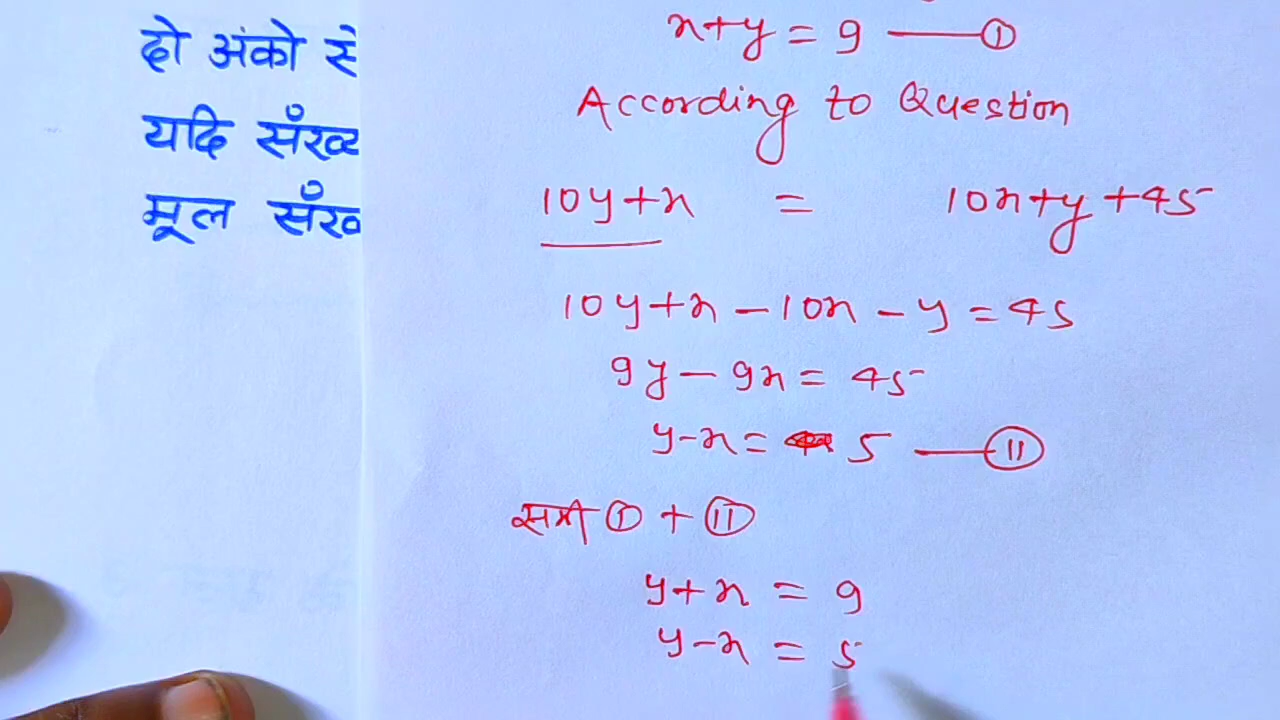 दो अंको से
यदि सँख्य
मूल सँख्
x+y = 9 —— ①
According to Question
10y+x = 10x+y+45
10y+x-10x-y=45
9y-9x=45
y-x= 5 —— ⑪
समी ① + ⑪
y+x = 9
y-x = 5